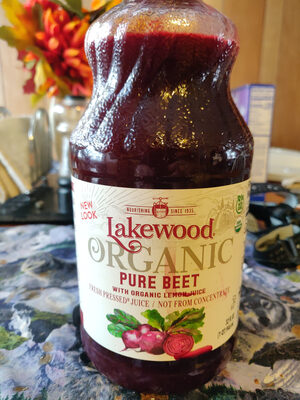 NEW
LOOK
NOURISHING SINCE 1935
Lakewood
ORGANIC
PURE BEET
WITH ORGANIC LEMON JUICE
FRESH PRESSED® JUICE / NOT FROM CONCENTRATE